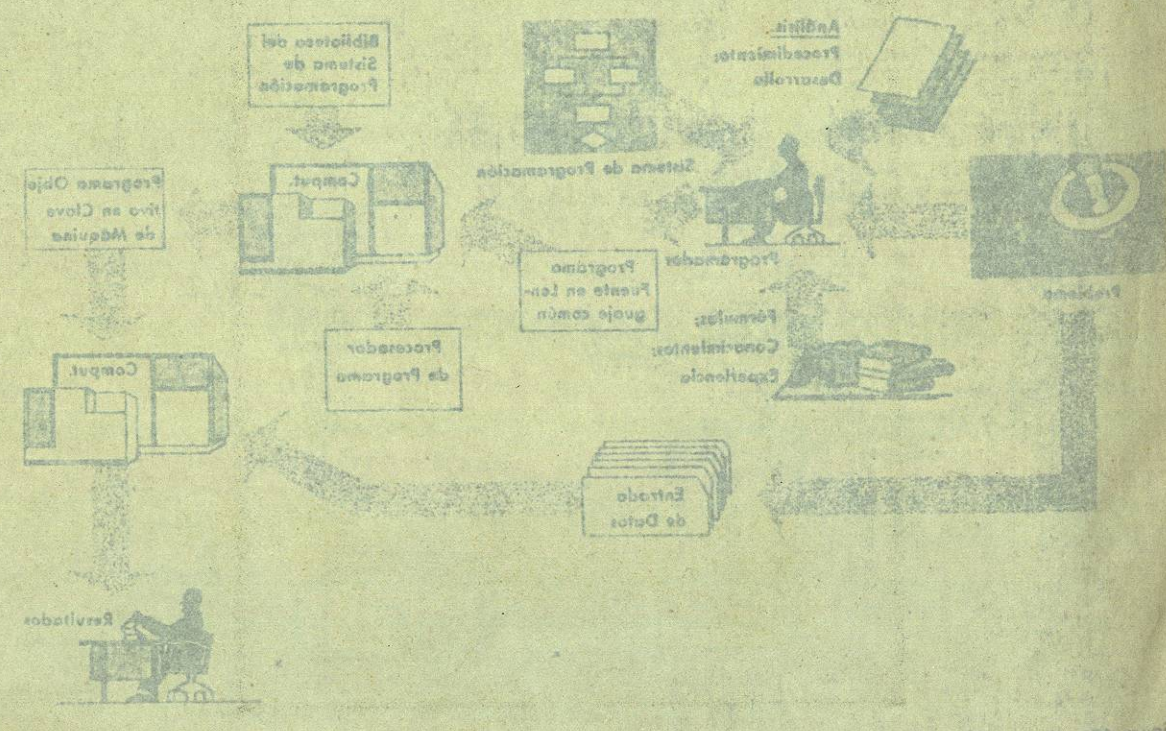 Problema
Análisis:
Procedimiento;
Desarrollo
Fórmulas;
Conocimientos;
Experiencia
Programador
Sistema de Programación
Programa
Fuente en Len-
guaje común
Biblioteca del
Sistema de
Programación
Comput.
Procesador
de Programa
Programa Obje
tivo en Clave
de Máquina
Entrada
de Datos
Comput.
Resultados